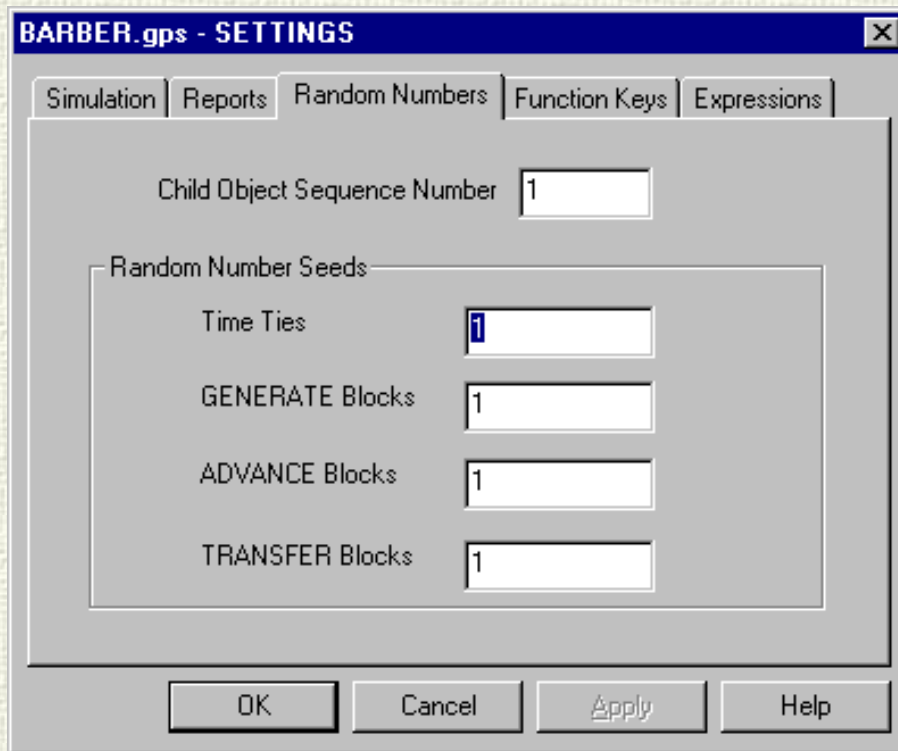 BARBER.gps - SETTINGS
Simulation Reports Random Numbers Function Keys Expressions
Child Object Sequence Number 1
Random Number Seeds
Time Ties 1
GENERATE Blocks 1
ADVANCE Blocks 1
TRANSFER Blocks 1
OK Cancel Apply Help